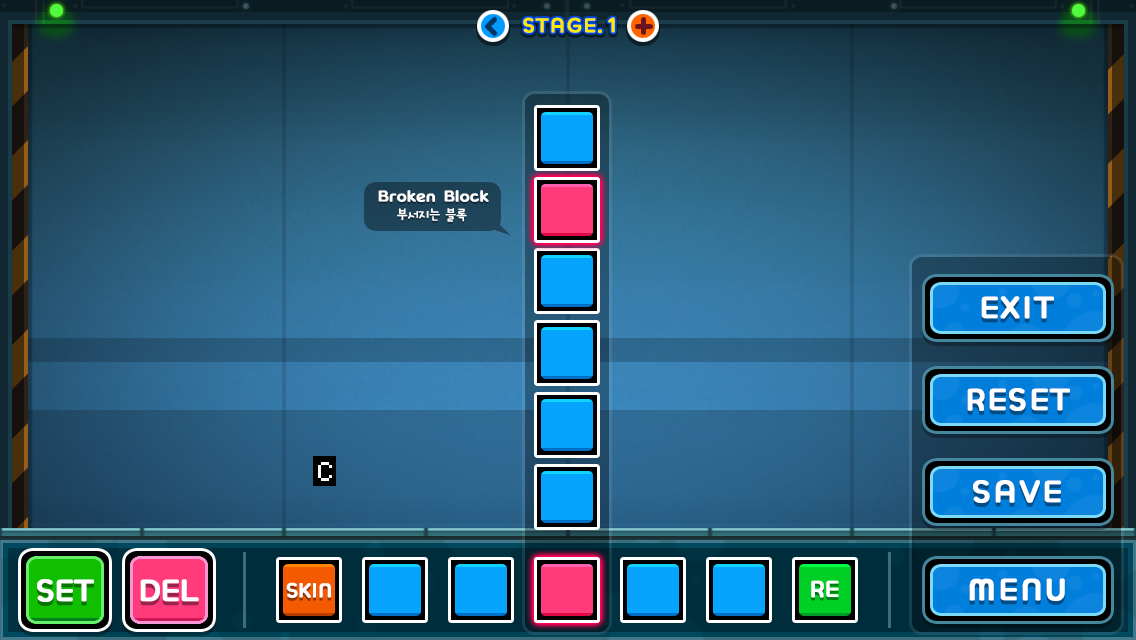 STAGE.1
Broken Block
부서지는 블록
EXIT
RESET
SAVE
C
SET
DEL
SKIN
RE
MENU